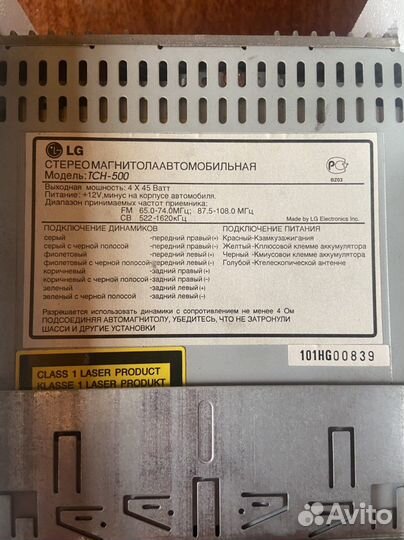 LG
СТЕРЕОМАГНИТОЛААВТОМОБИЛЬНАЯ
Модель: TCH-500
РС
BZ03
Выходная мощность: 4 X 45 Ватт
Питание: +12V,минус на корпусе автомобиля.
Диапазон принимаемых частот приемника:
FM 65.0-74.0МГц; 87.5-108.0 МГц
СВ 522-1620кГц
Made by LG Electronics Inc.
ПОДКЛЮЧЕНИЕ ДИНАМИКОВ
серый -передний правый(+)
серый с черной полосой -передний правый(-)
фиолетовый -передний левый(+)
фиолетовый с черной полосой -передний левый(-)
коричневый -задний правый(+)
коричневый с черной полосой -задний правый(-)
зеленый -задний левый(+)
зеленый с черной полосой -задний левый(-)
ПОДКЛЮЧЕНИЕ ПИТАНИЯ
Красный-Кзамкузажигания
Желтый -Кплюсовой клемме аккумулятора
Черный -Кминусовой клемме аккумулятора
Голубой -Ктелескопической антенне
Разрешается использовать динамики с сопротивлением не менее 4 Ом
ПОДСОЕДИНЯЯ АВТОМАГНИТОЛУ, УБЕДИТЕСЬ, ЧТО НЕ ЗАТРОНУЛИ
ШАССИ И ДРУГИЕ УСТАНОВКИ
101HG00839
CLASS 1 LASER PRODUCT
KLASSE 1 LASER PRODUKT
Avito